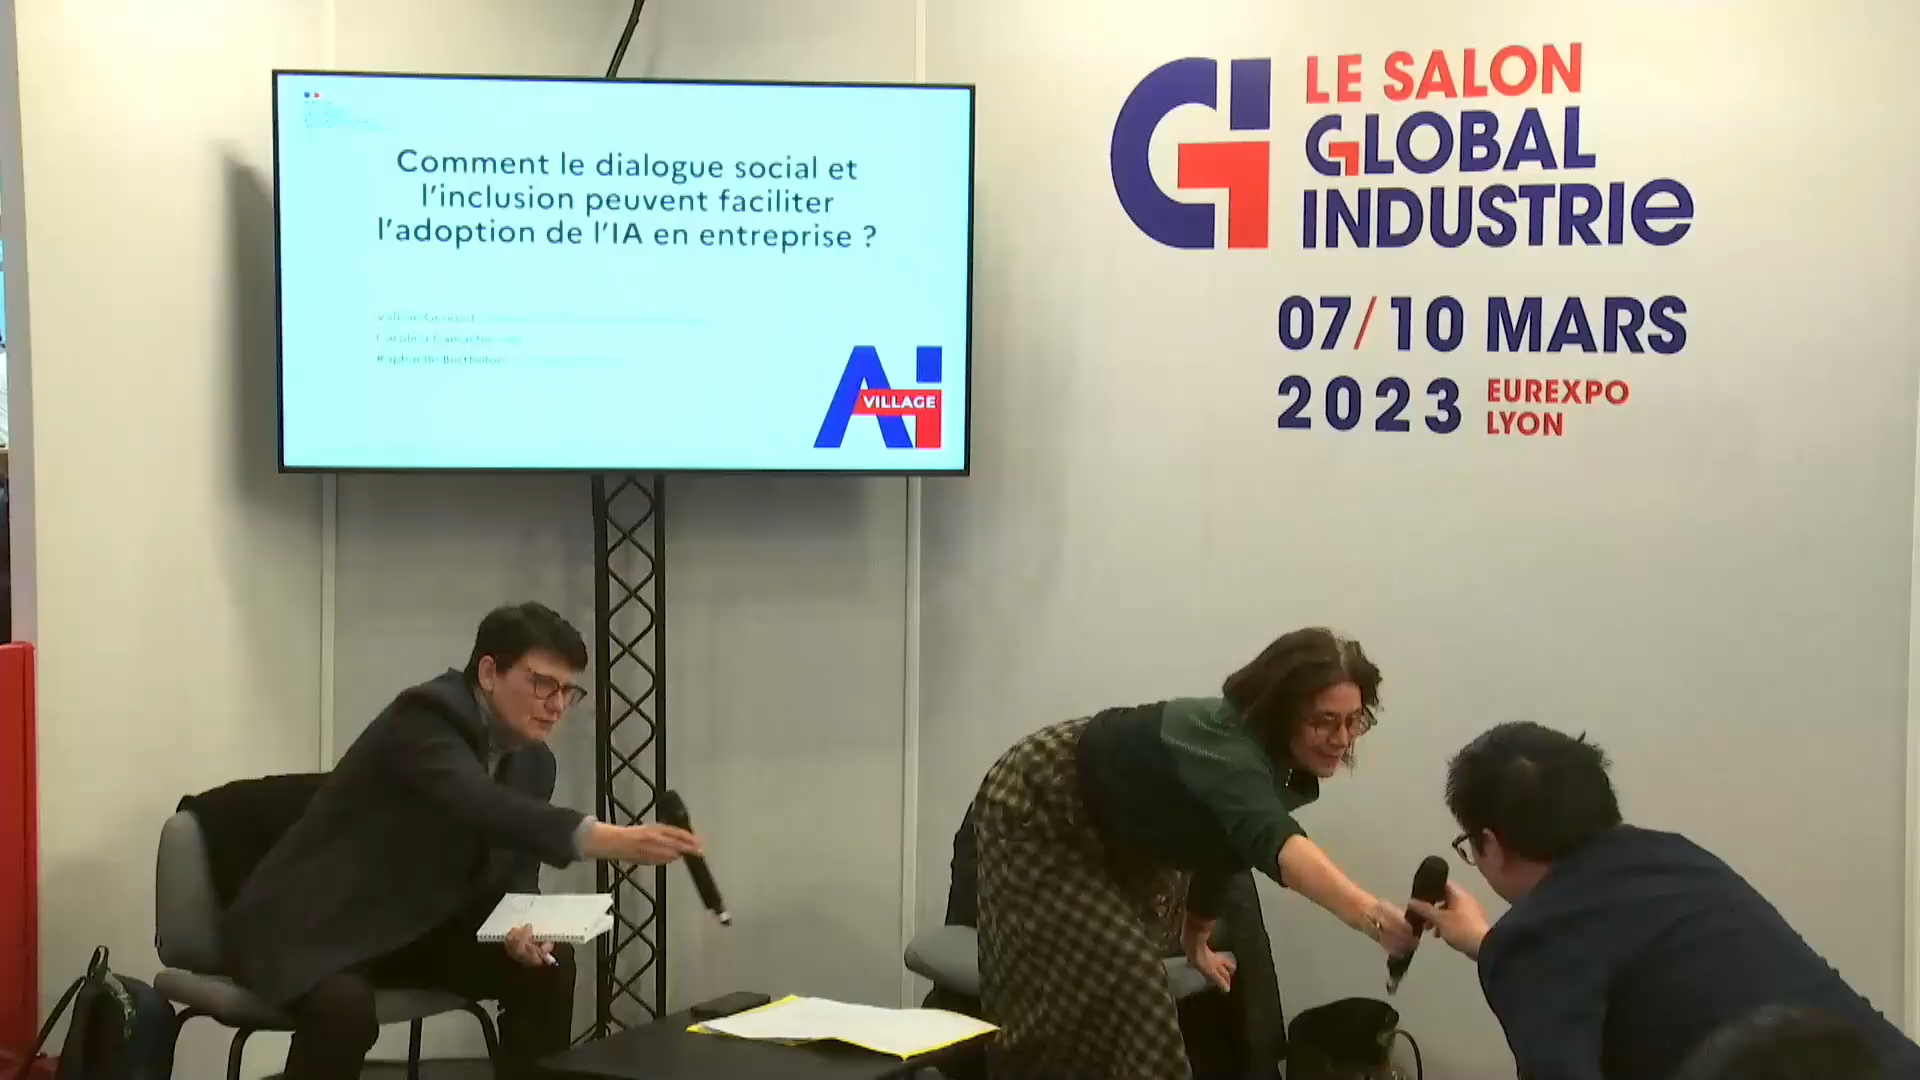 Comment le dialogue social et
l'inclusion peuvent faciliter
l'adoption de l'IA en entreprise ?
AI
VILLAGE
GI
LE SALON
GLOBAL
INDUSTRIe
07/10 MARS
2023 EUREXPO
LYON